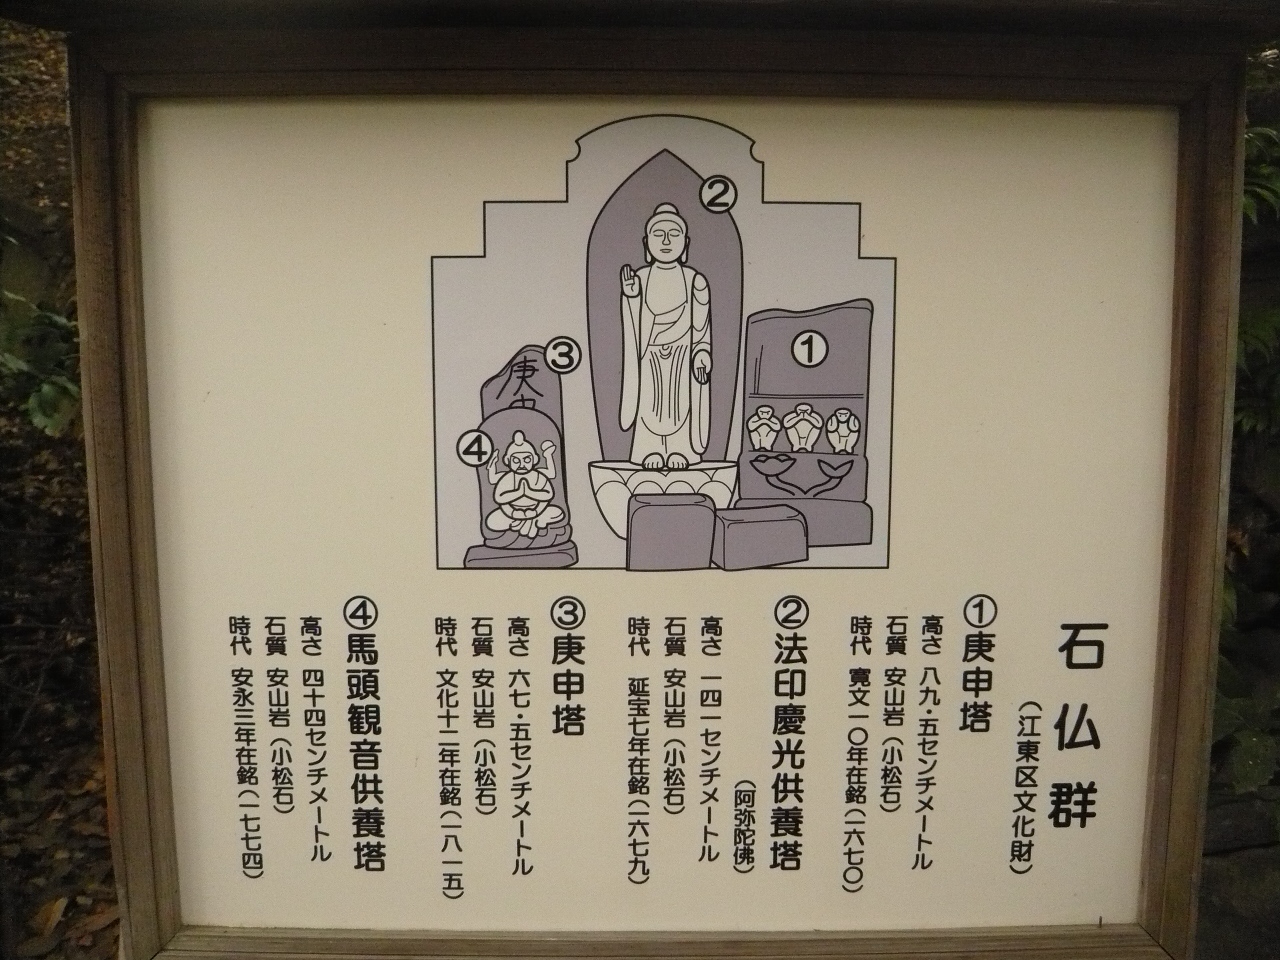 石仏群
（江東区文化財）
①庚申塔
高さ 八九・五センチメートル
石質 安山岩（小松石）
時代 寛文一〇年在銘（一六七〇）
②法印慶光供養塔
（阿弥陀佛）
高さ 一四一センチメートル
石質 安山岩（小松石）
時代 延宝七年在銘（一六七九）
③庚申塔
高さ 六七・五センチメートル
石質 安山岩（小松石）
時代 文化十二年在銘（一八一五）
④馬頭観音供養塔
高さ 四十四センチメートル
石質 安山岩（小松石）
時代 安永三年在銘（一七七四）
②
①
③
庚申
④